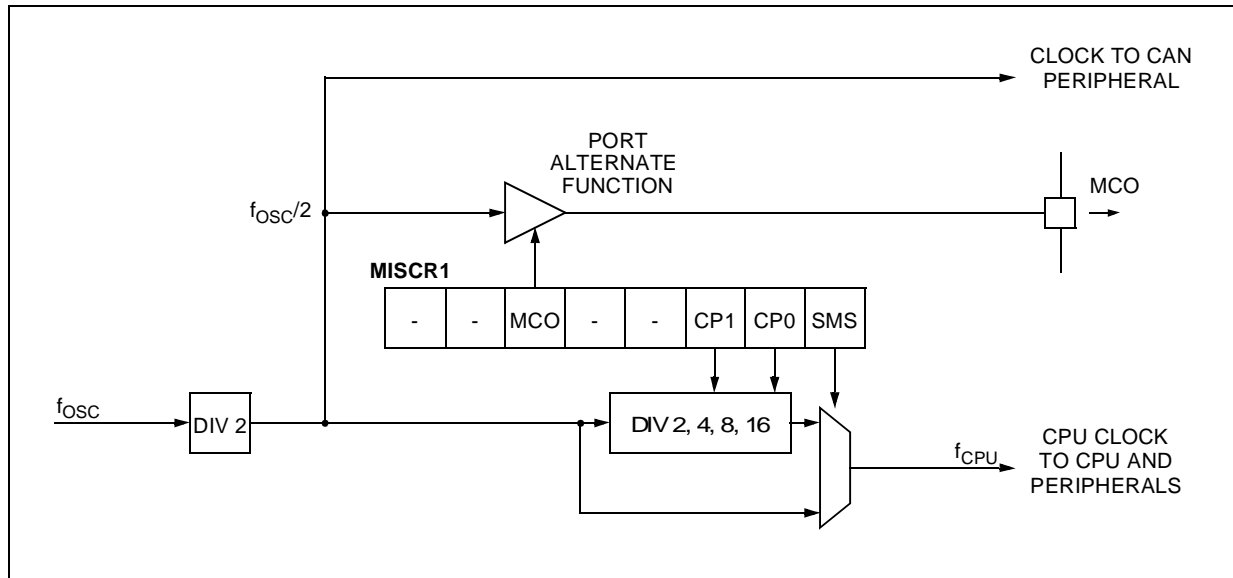 CLOCK TO CAN
PERIPHERAL
PORT
ALTERNATE
FUNCTION
MCO
fOSC/2
MISCR1
- - MCO - - CP1 CP0 SMS
fOSC
DIV 2
DIV 2, 4, 8, 16
fCPU
CPU CLOCK
TO CPU AND
PERIPHERALS